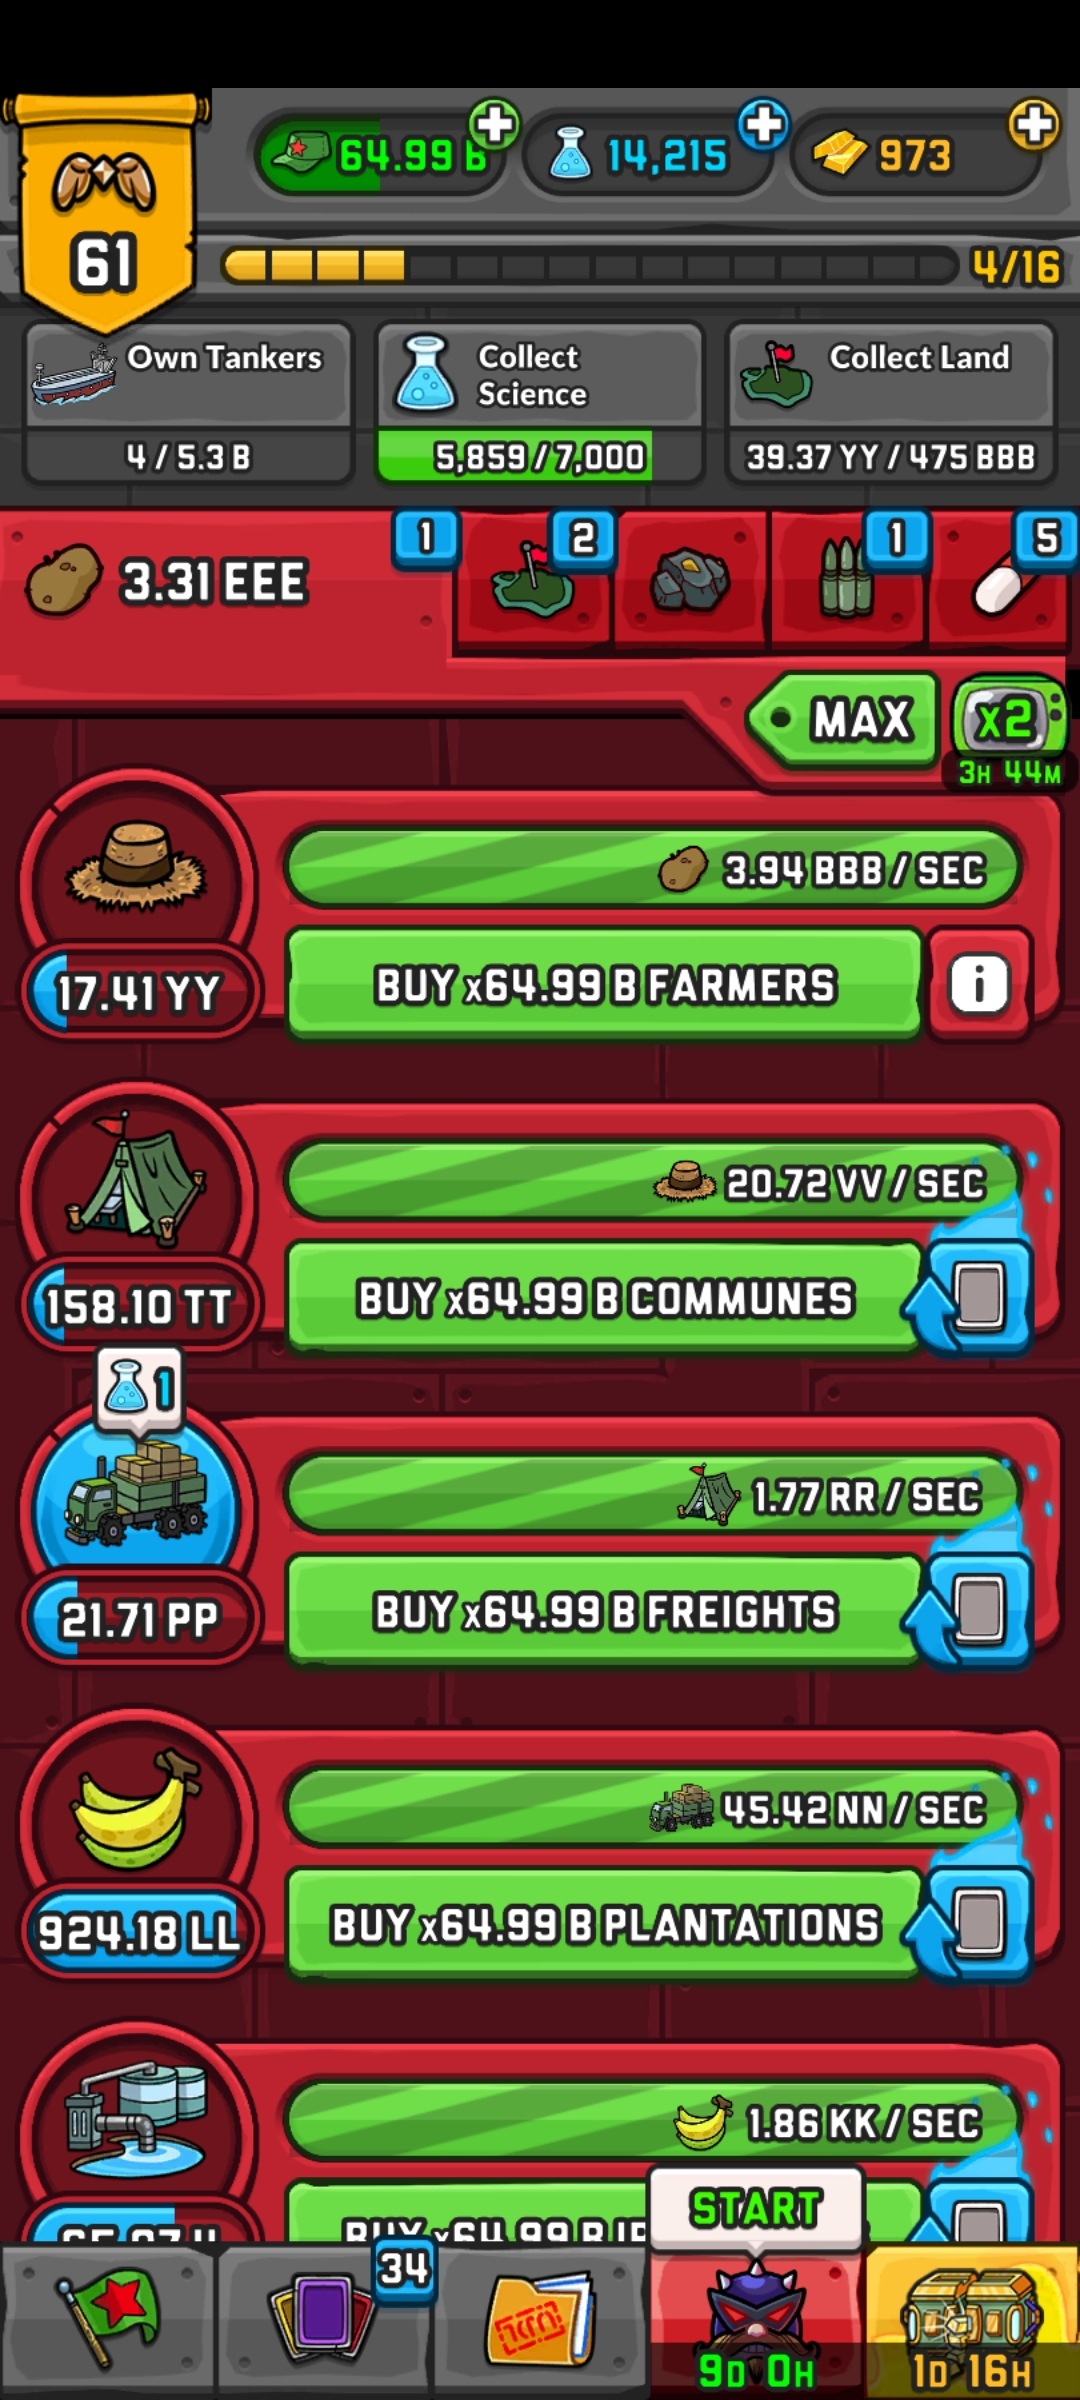 64.99 B
14,215
973
61
4/16
Own Tankers
4 / 5.3 B
Collect
Science
5,859 / 7,000
Collect Land
39.37 YY / 475 BBB
3.31 EEE
1
2
1
5
MAX
x2
3H 44M
3.94 BBB / SEC
17.41 YY
BUY x64.99 B FARMERS
i
20.72 VV / SEC
158.10 TT
BUY x64.99 B COMMUNES
1
1.77 RR / SEC
21.71 PP
BUY x64.99 B FREIGHTS
45.42 NN / SEC
924.18 LL
BUY x64.99 B PLANTATIONS
1.86 KK / SEC
BUY x64.99 B
START
34
9D 0H
1D 16H